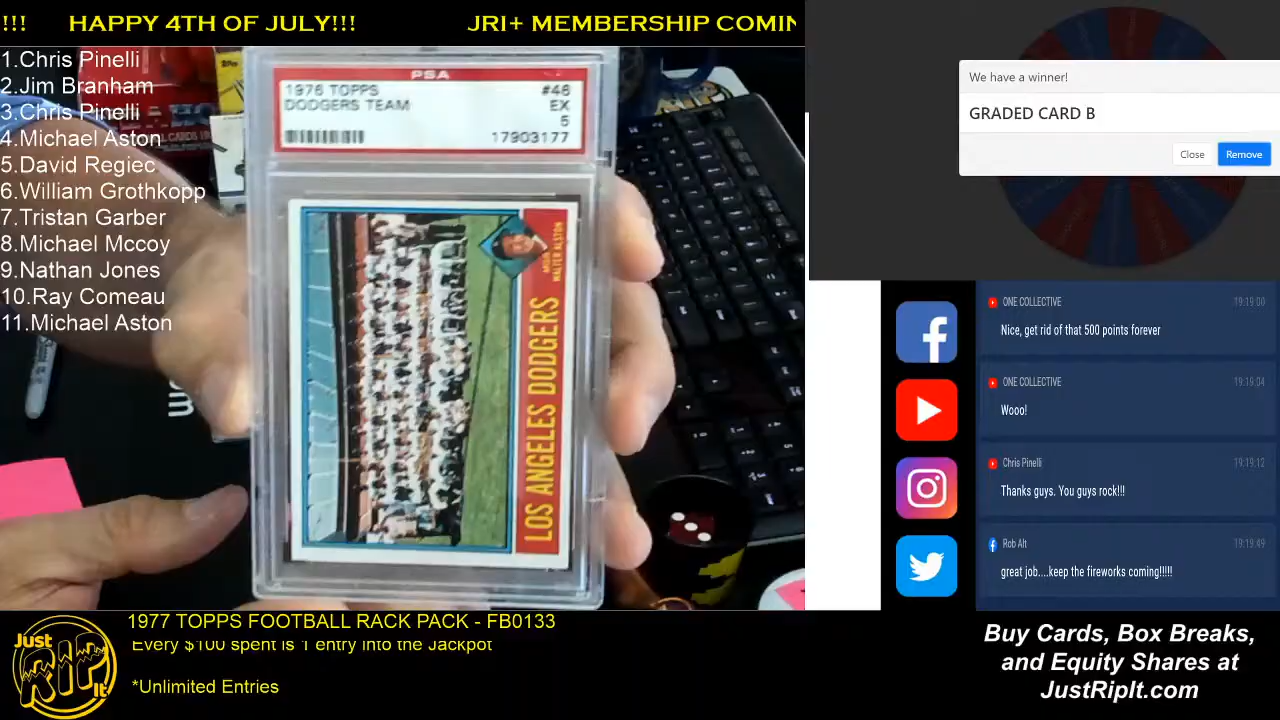 !!! HAPPY 4TH OF JULY!!! JRI+ MEMBERSHIP COMIN
1.Chris Pinelli
2.Jim Branham
3.Chris Pinelli
4.Michael Aston
5.David Regiec
6.William Grothkopp
7.Tristan Garber
8.Michael Mccoy
9.Nathan Jones
10.Ray Comeau
11.Michael Aston
PSA
1976 TOPPS #46
DODGERS TEAM EX
5
17903177
MGR.
WALTER ALSTON
LOS ANGELES DODGERS
We have a winner!
GRADED CARD B
Close Remove
ONE COLLECTIVE 19:19:00
Nice, get rid of that 500 points forever
ONE COLLECTIVE 19:19:04
Wooo!
Chris Pinelli 19:19:12
Thanks guys. You guys rock!!!
Rob Alt 19:19:49
great job....keep the fireworks coming!!!!!
Just
RIP
It
1977 TOPPS FOOTBALL RACK PACK - FB0133
Every $100 spent is 1 entry into the Jackpot
*Unlimited Entries
Buy Cards, Box Breaks,
and Equity Shares at
JustRipIt.com